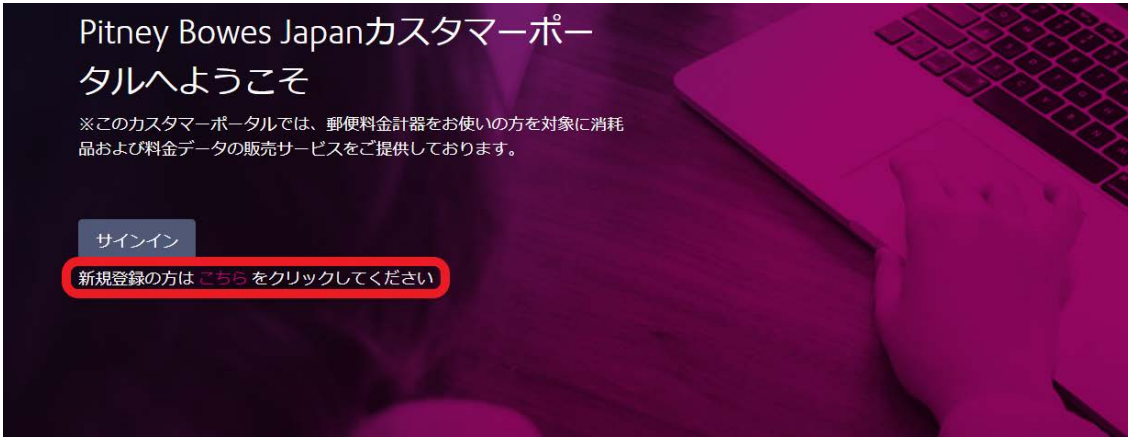 Pitney Bowes Japanカスタマーポー
タルへようこそ
※このカスタマーポータルでは、郵便料金計器をお使いの方を対象に消耗
品および料金データの販売サービスをご提供しております。
サインイン
新規登録の方は こちら をクリックしてください